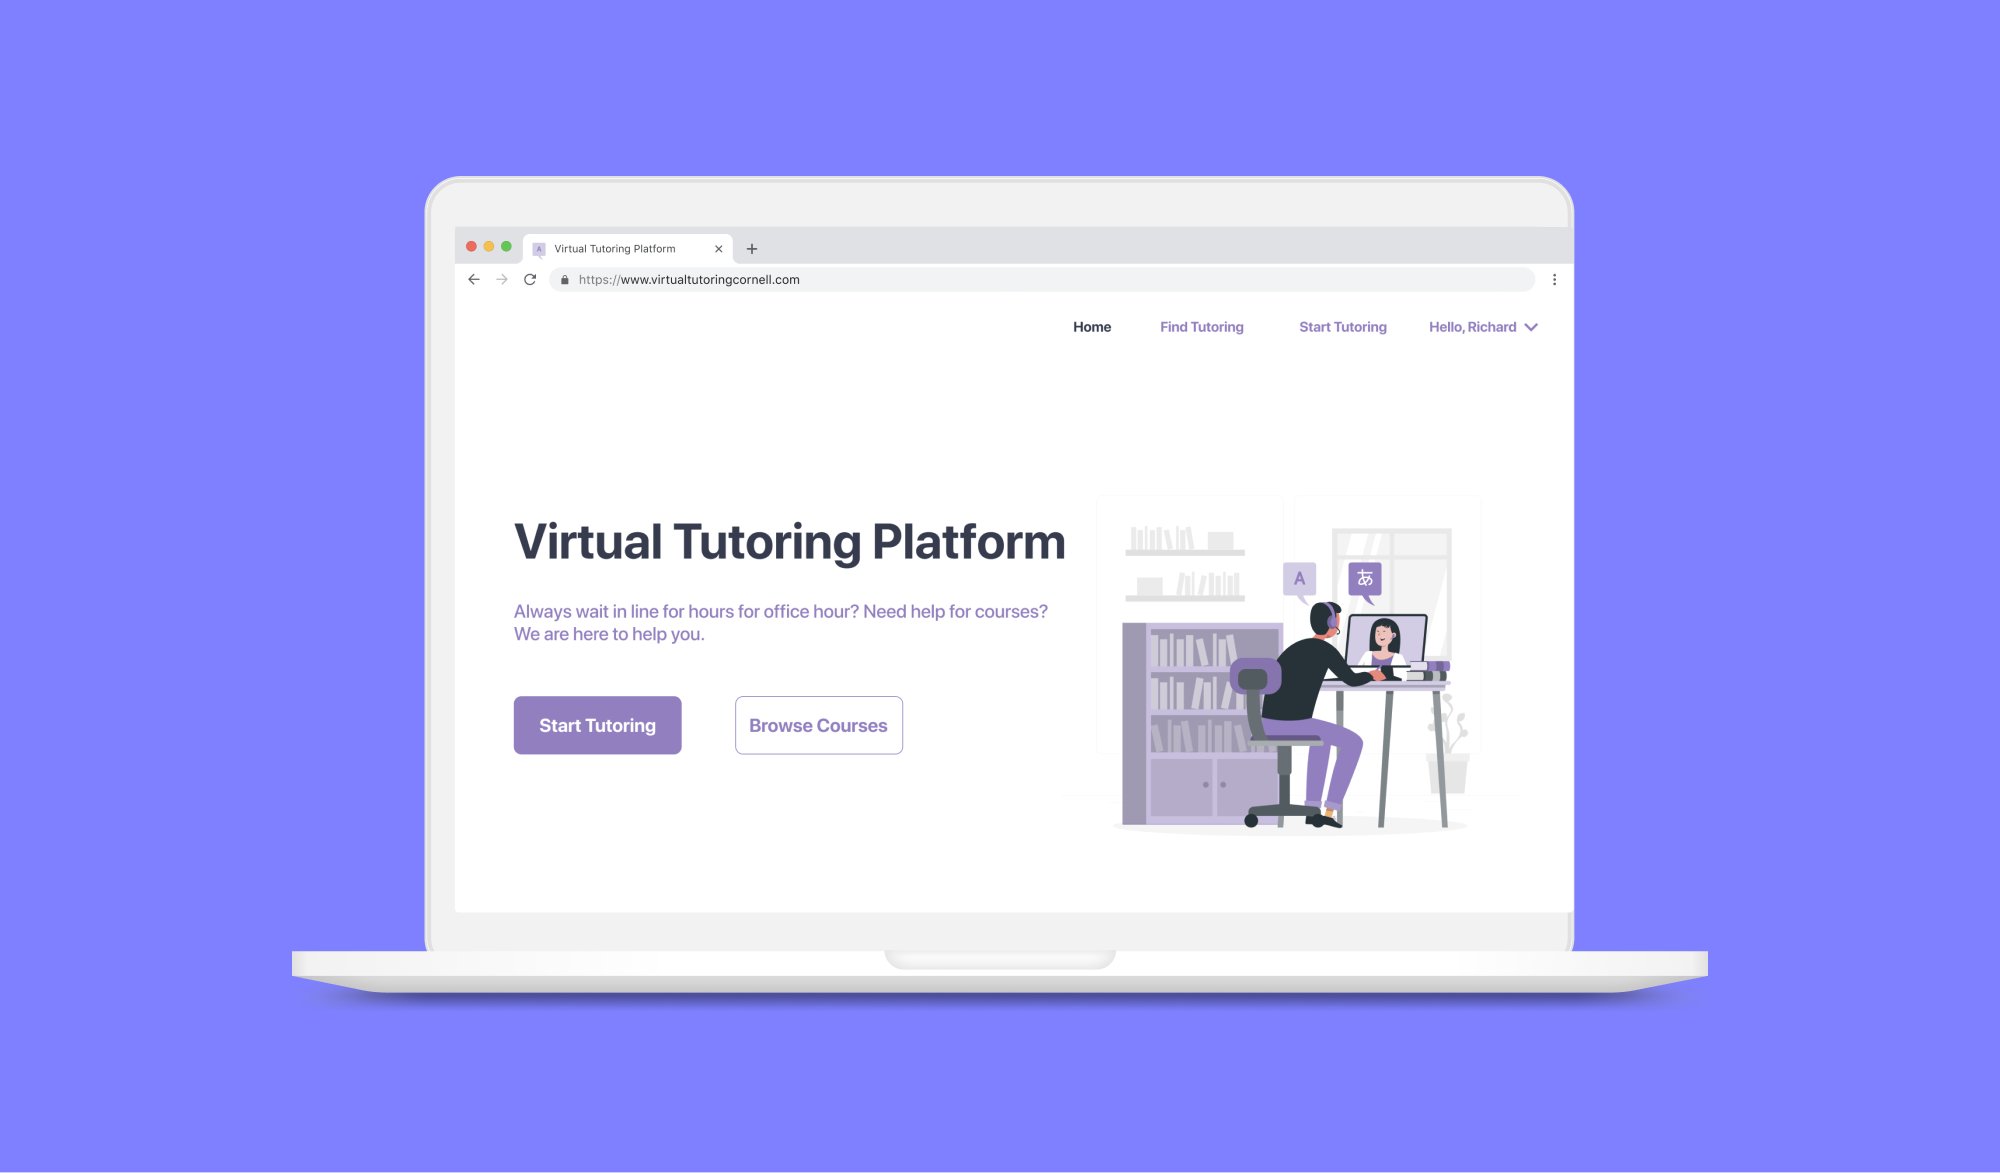 A
Virtual Tutoring Platform
https://www.virtualtutoringcornell.com
Home
Find Tutoring
Start Tutoring
Hello, Richard
Virtual Tutoring Platform
Always wait in line for hours for office hour? Need help for courses?
We are here to help you.
Start Tutoring
Browse Courses
A
あ